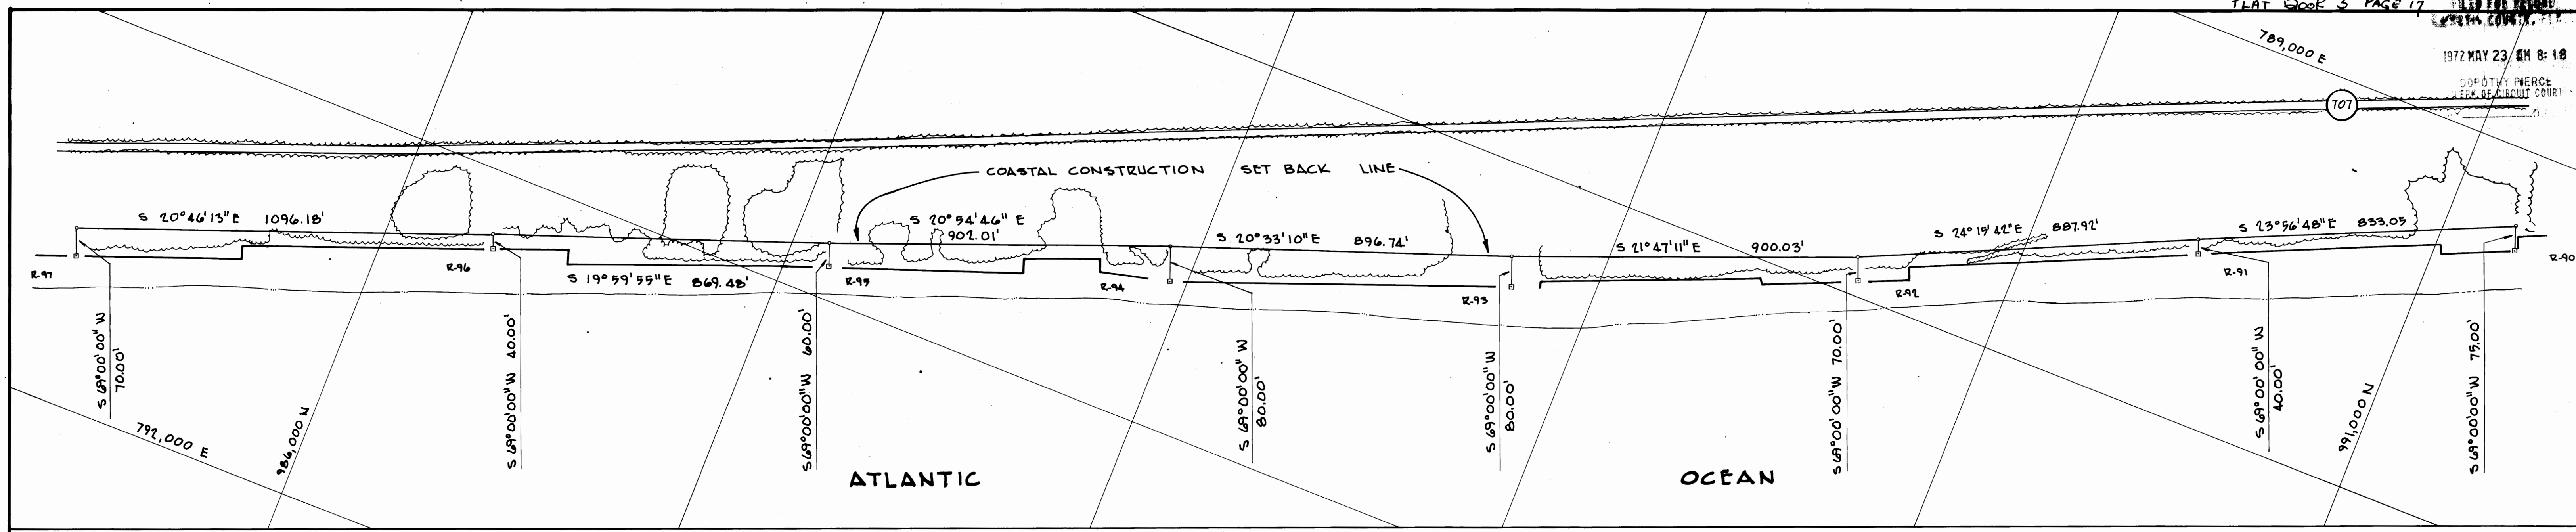 PLAT BOOK 3 PAGE 17
FILED FOR RECORD
1972 MAY 23 AM 8:18
DOROTHY PIERCE
CLERK OF CIRCUIT COURT
789,000 E
707
COASTAL CONSTRUCTION SET BACK LINE
S 20°46'13" E 1096.18'
S 20°54'46" E
902.01'
S 20°33'10" E 896.74'
S 21°47'11" E 900.03'
S 24°15'42" E 887.92'
S 23°56'48" E 833.05
S 19°59'55" E 869.48'
R-97
R-96
R-95
R-94
R-93
R-92
R-91
R-90
S 69°00'00" W
70.00'
S 69°00'00" W 40.00'
S 69°00'00" W 60.00'
S 69°00'00" W
80.00'
S 69°00'00" W
80.00'
S 69°00'00" W 70.00'
S 69°00'00" W
40.00'
S 69°00'00" W 75.00'
792,000 E
986,000 N
991,000 N
ATLANTIC OCEAN